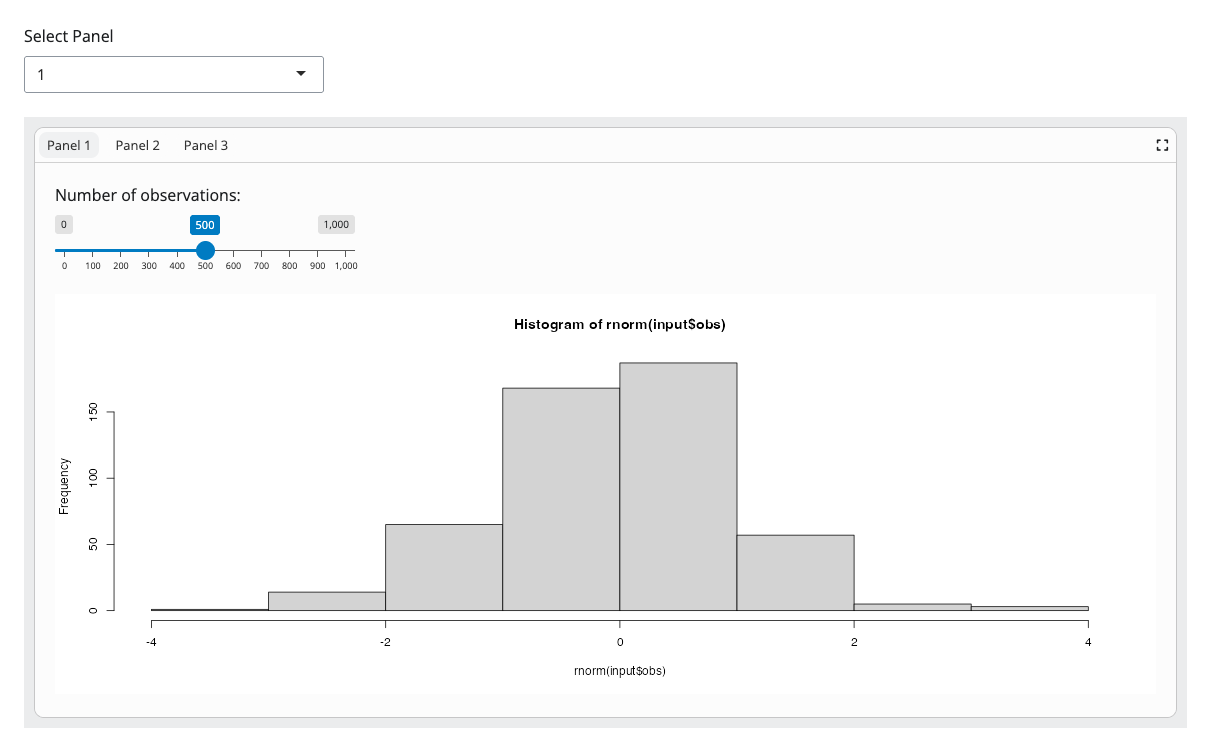 Select Panel
1
Panel 1 Panel 2 Panel 3
Number of observations:
0 500 1,000
0 100 200 300 400 500 600 700 800 900 1,000
Histogram of rnorm(input$obs)
Frequency
150
100
50
0
-4 -2 0 2 4
rnorm(input$obs)